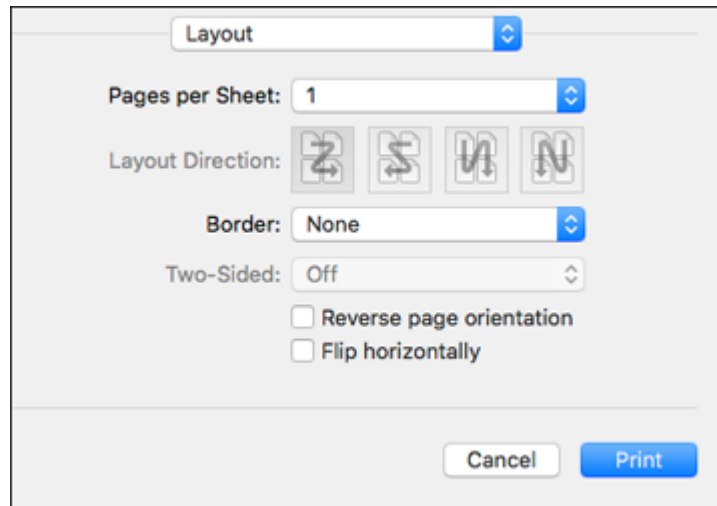 Layout
Pages per Sheet: 1
Layout Direction:
Border: None
Two-Sided: Off
Reverse page orientation
Flip horizontally
Cancel Print